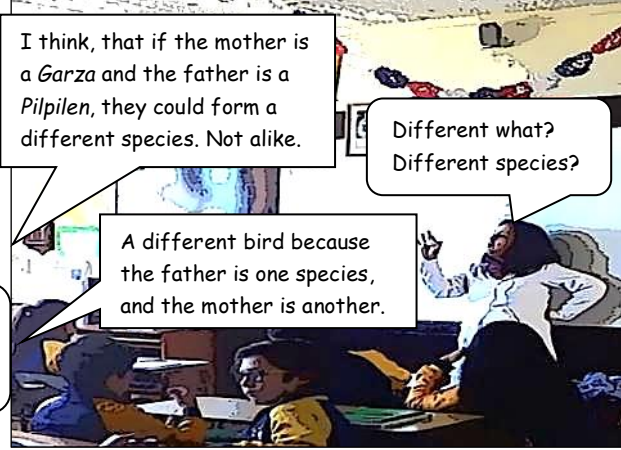 I think, that if the mother is
a Garza and the father is a
Pilpilen, they could form a
different species. Not alike.
Different what?
Different species?
A different bird because
the father is one species,
and the mother is another.